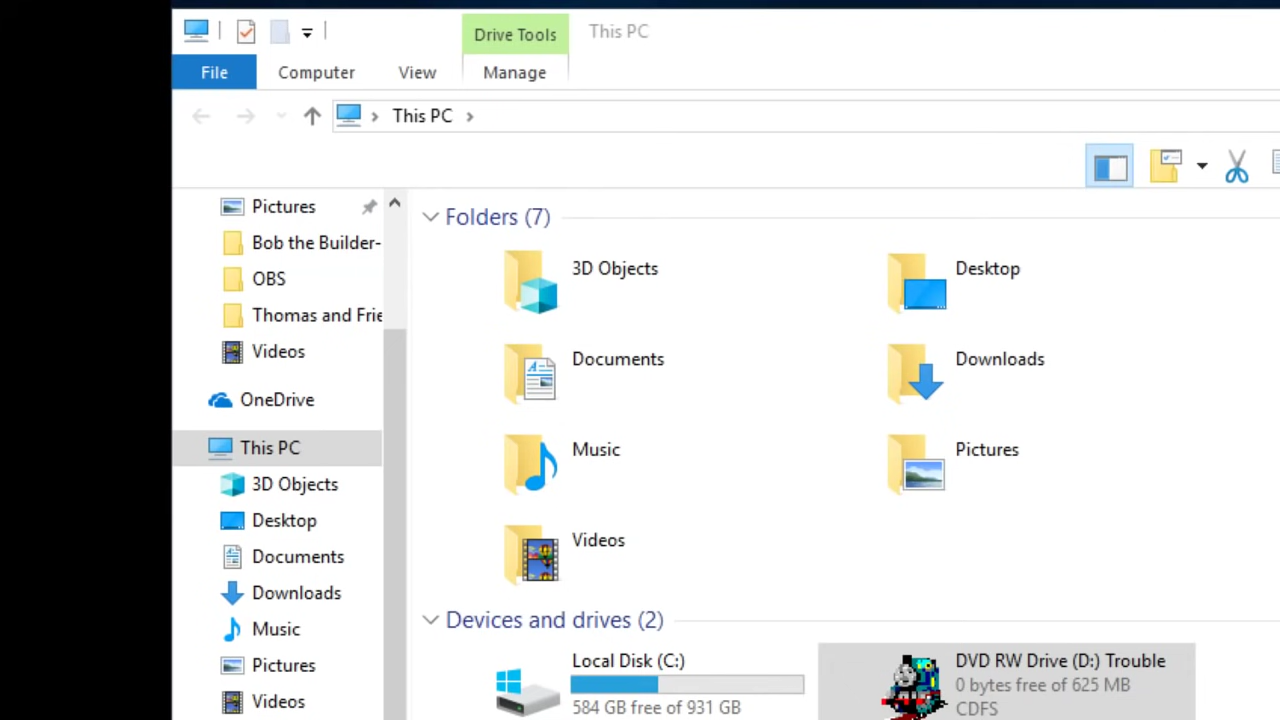 Drive Tools
This PC
File
Computer
View
Manage
This PC
Pictures
Bob the Builder-
OBS
Thomas and Frie
Videos
OneDrive
This PC
3D Objects
Desktop
Documents
Downloads
Music
Pictures
Videos
Folders (7)
3D Objects
Desktop
Documents
Downloads
Music
Pictures
Videos
Devices and drives (2)
Local Disk (C:)
584 GB free of 931 GB
DVD RW Drive (D:) Trouble
0 bytes free of 625 MB
CDFS